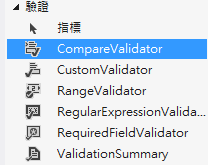 驗證
指標
CompareValidator
CustomValidator
RangeValidator
RegularExpressionValida...
RequiredFieldValidator
ValidationSummary